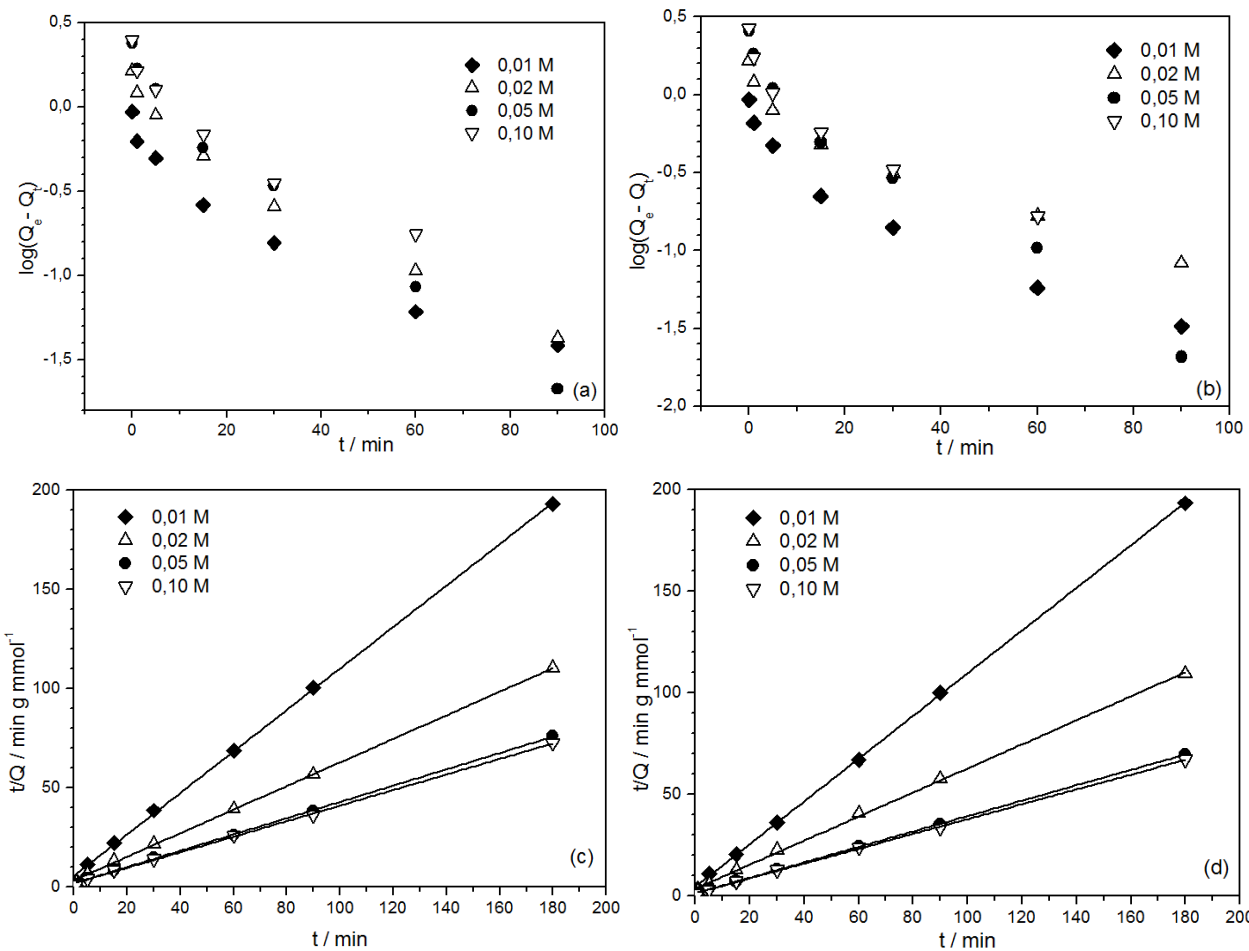 0,5
0,0
-0,5
-1,0
-1,5
log(Qe - Qt)
0,01 M
0,02 M
0,05 M
0,10 M
(a)
0 20 40 60 80 100
t / min
0,5
0,0
-0,5
-1,0
-1,5
-2,0
log(Qe - Qt)
0,01 M
0,02 M
0,05 M
0,10 M
(b)
0 20 40 60 80 100
t / min
200
150
100
50
0
t/Q / min g mmol⁻¹
0,01 M
0,02 M
0,05 M
0,10 M
(c)
0 20 40 60 80 100 120 140 160 180 200
t / min
200
150
100
50
0
t/Q / min g mmol⁻¹
0,01 M
0,02 M
0,05 M
0,10 M
(d)
0 20 40 60 80 100 120 140 160 180 200
t / min